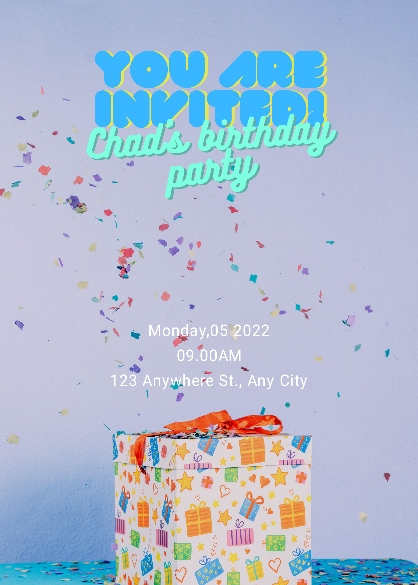 YOU ARE
INVITED!
Chad's birthday
party
Monday,05 2022
09.00AM
123 Anywhere St., Any City